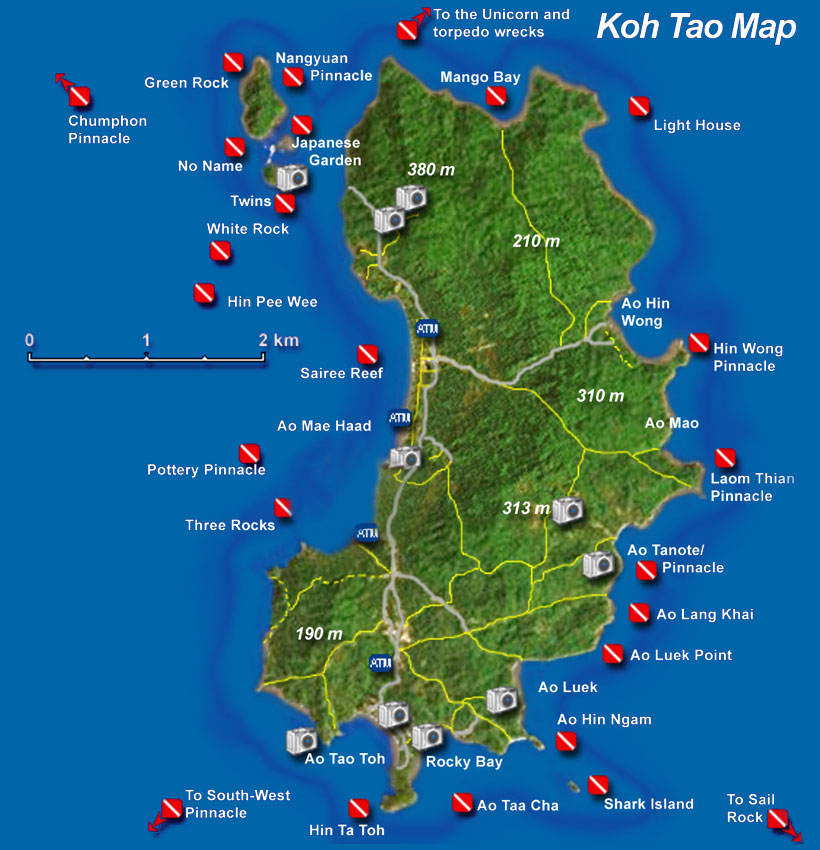 To the Unicorn and
torpedo wrecks
Koh Tao Map
Green Rock
Nangyuan
Pinnacle
Mango Bay
Chumphon
Pinnacle
Light House
Japanese
Garden
No Name
380 m
Twins
White Rock
210 m
Hin Pee Wee
Ao Hin
Wong
ATM
0 1 2 km
Sairee Reef
Hin Wong
Pinnacle
310 m
ATM
Ao Mae Haad
Ao Mao
Pottery Pinnacle
Laom Thian
Pinnacle
313 m
Three Rocks
ATM
Ao Tanote/
Pinnacle
Ao Lang Khai
190 m
Ao Luek Point
ATM
Ao Luek
Ao Hin Ngam
Ao Tao Toh
Rocky Bay
To South-West
Pinnacle
Hin Ta Toh
Ao Taa Cha
Shark Island
To Sail
Rock